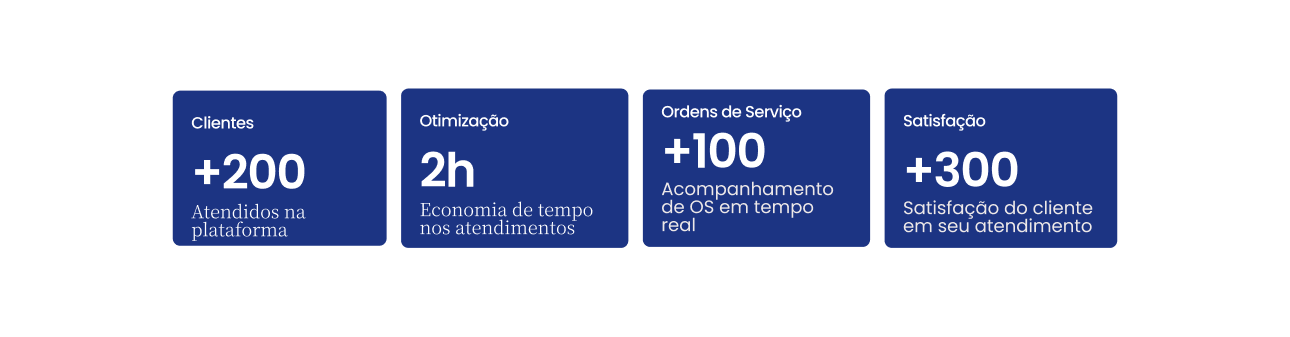 Clientes
+200
Atendidos na
plataforma
Otimização
2h
Economia de tempo
nos atendimentos
Ordens de Serviço
+100
Acompanhamento
de OS em tempo
real
Satisfação
+300
Satisfação do cliente
em seu atendimento